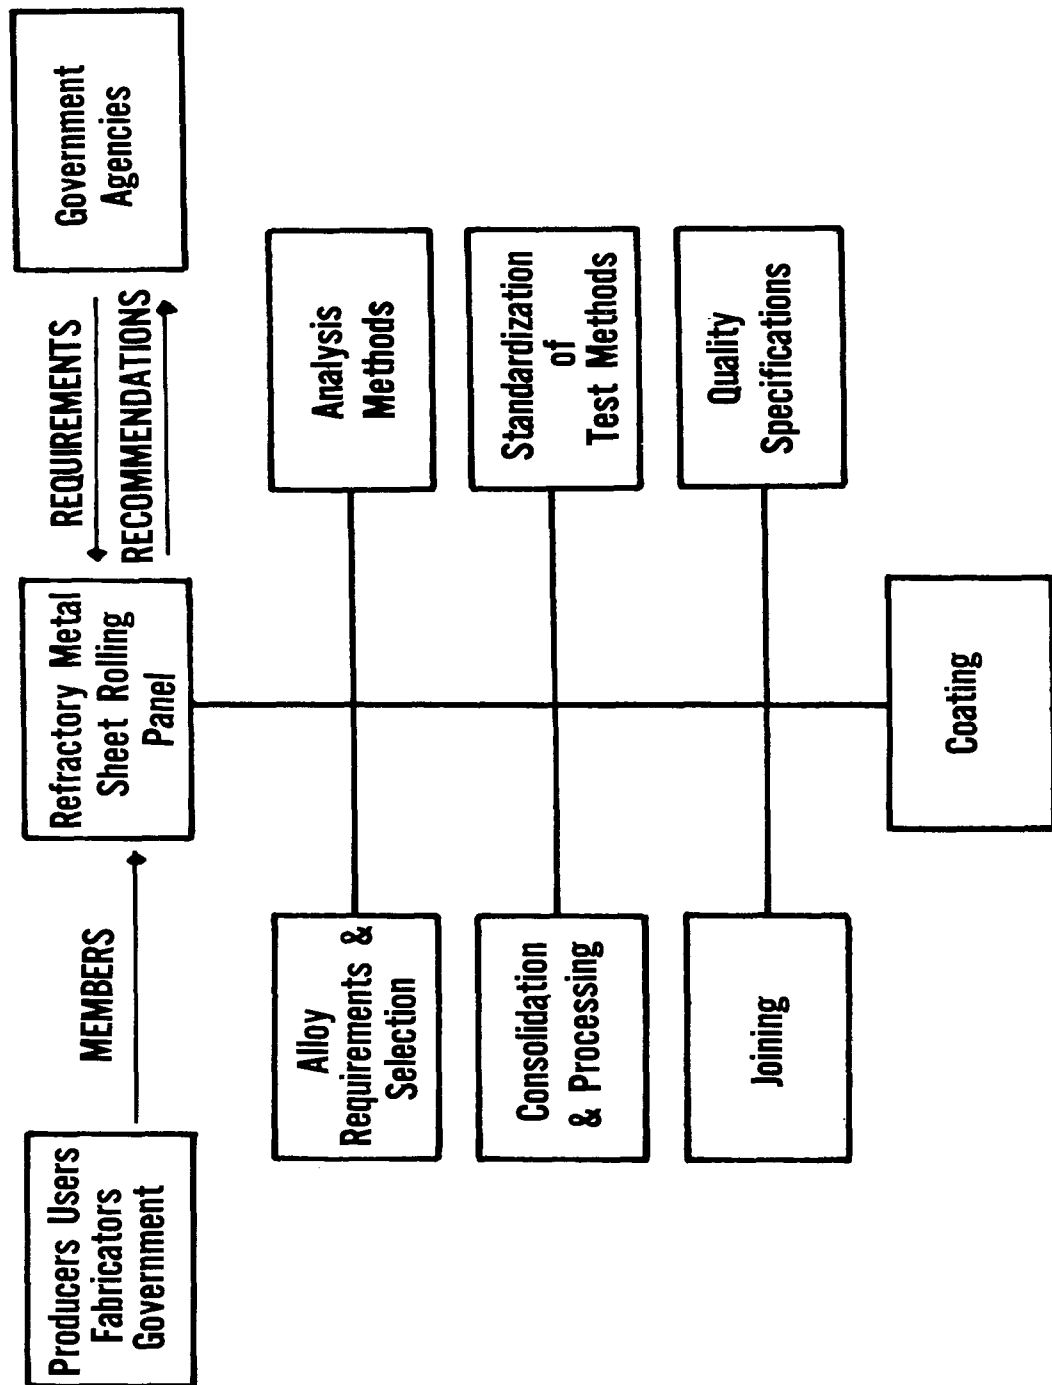 Producers Users
Fabricators
Government
MEMBERS
Refractory Metal
Sheet Rolling
Panel
REQUIREMENTS
RECOMMENDATIONS
Government
Agencies
Alloy
Requirements &
Selection
Analysis
Methods
Consolidation
& Processing
Standardization
of
Test Methods
Joining
Quality
Specifications
Coating